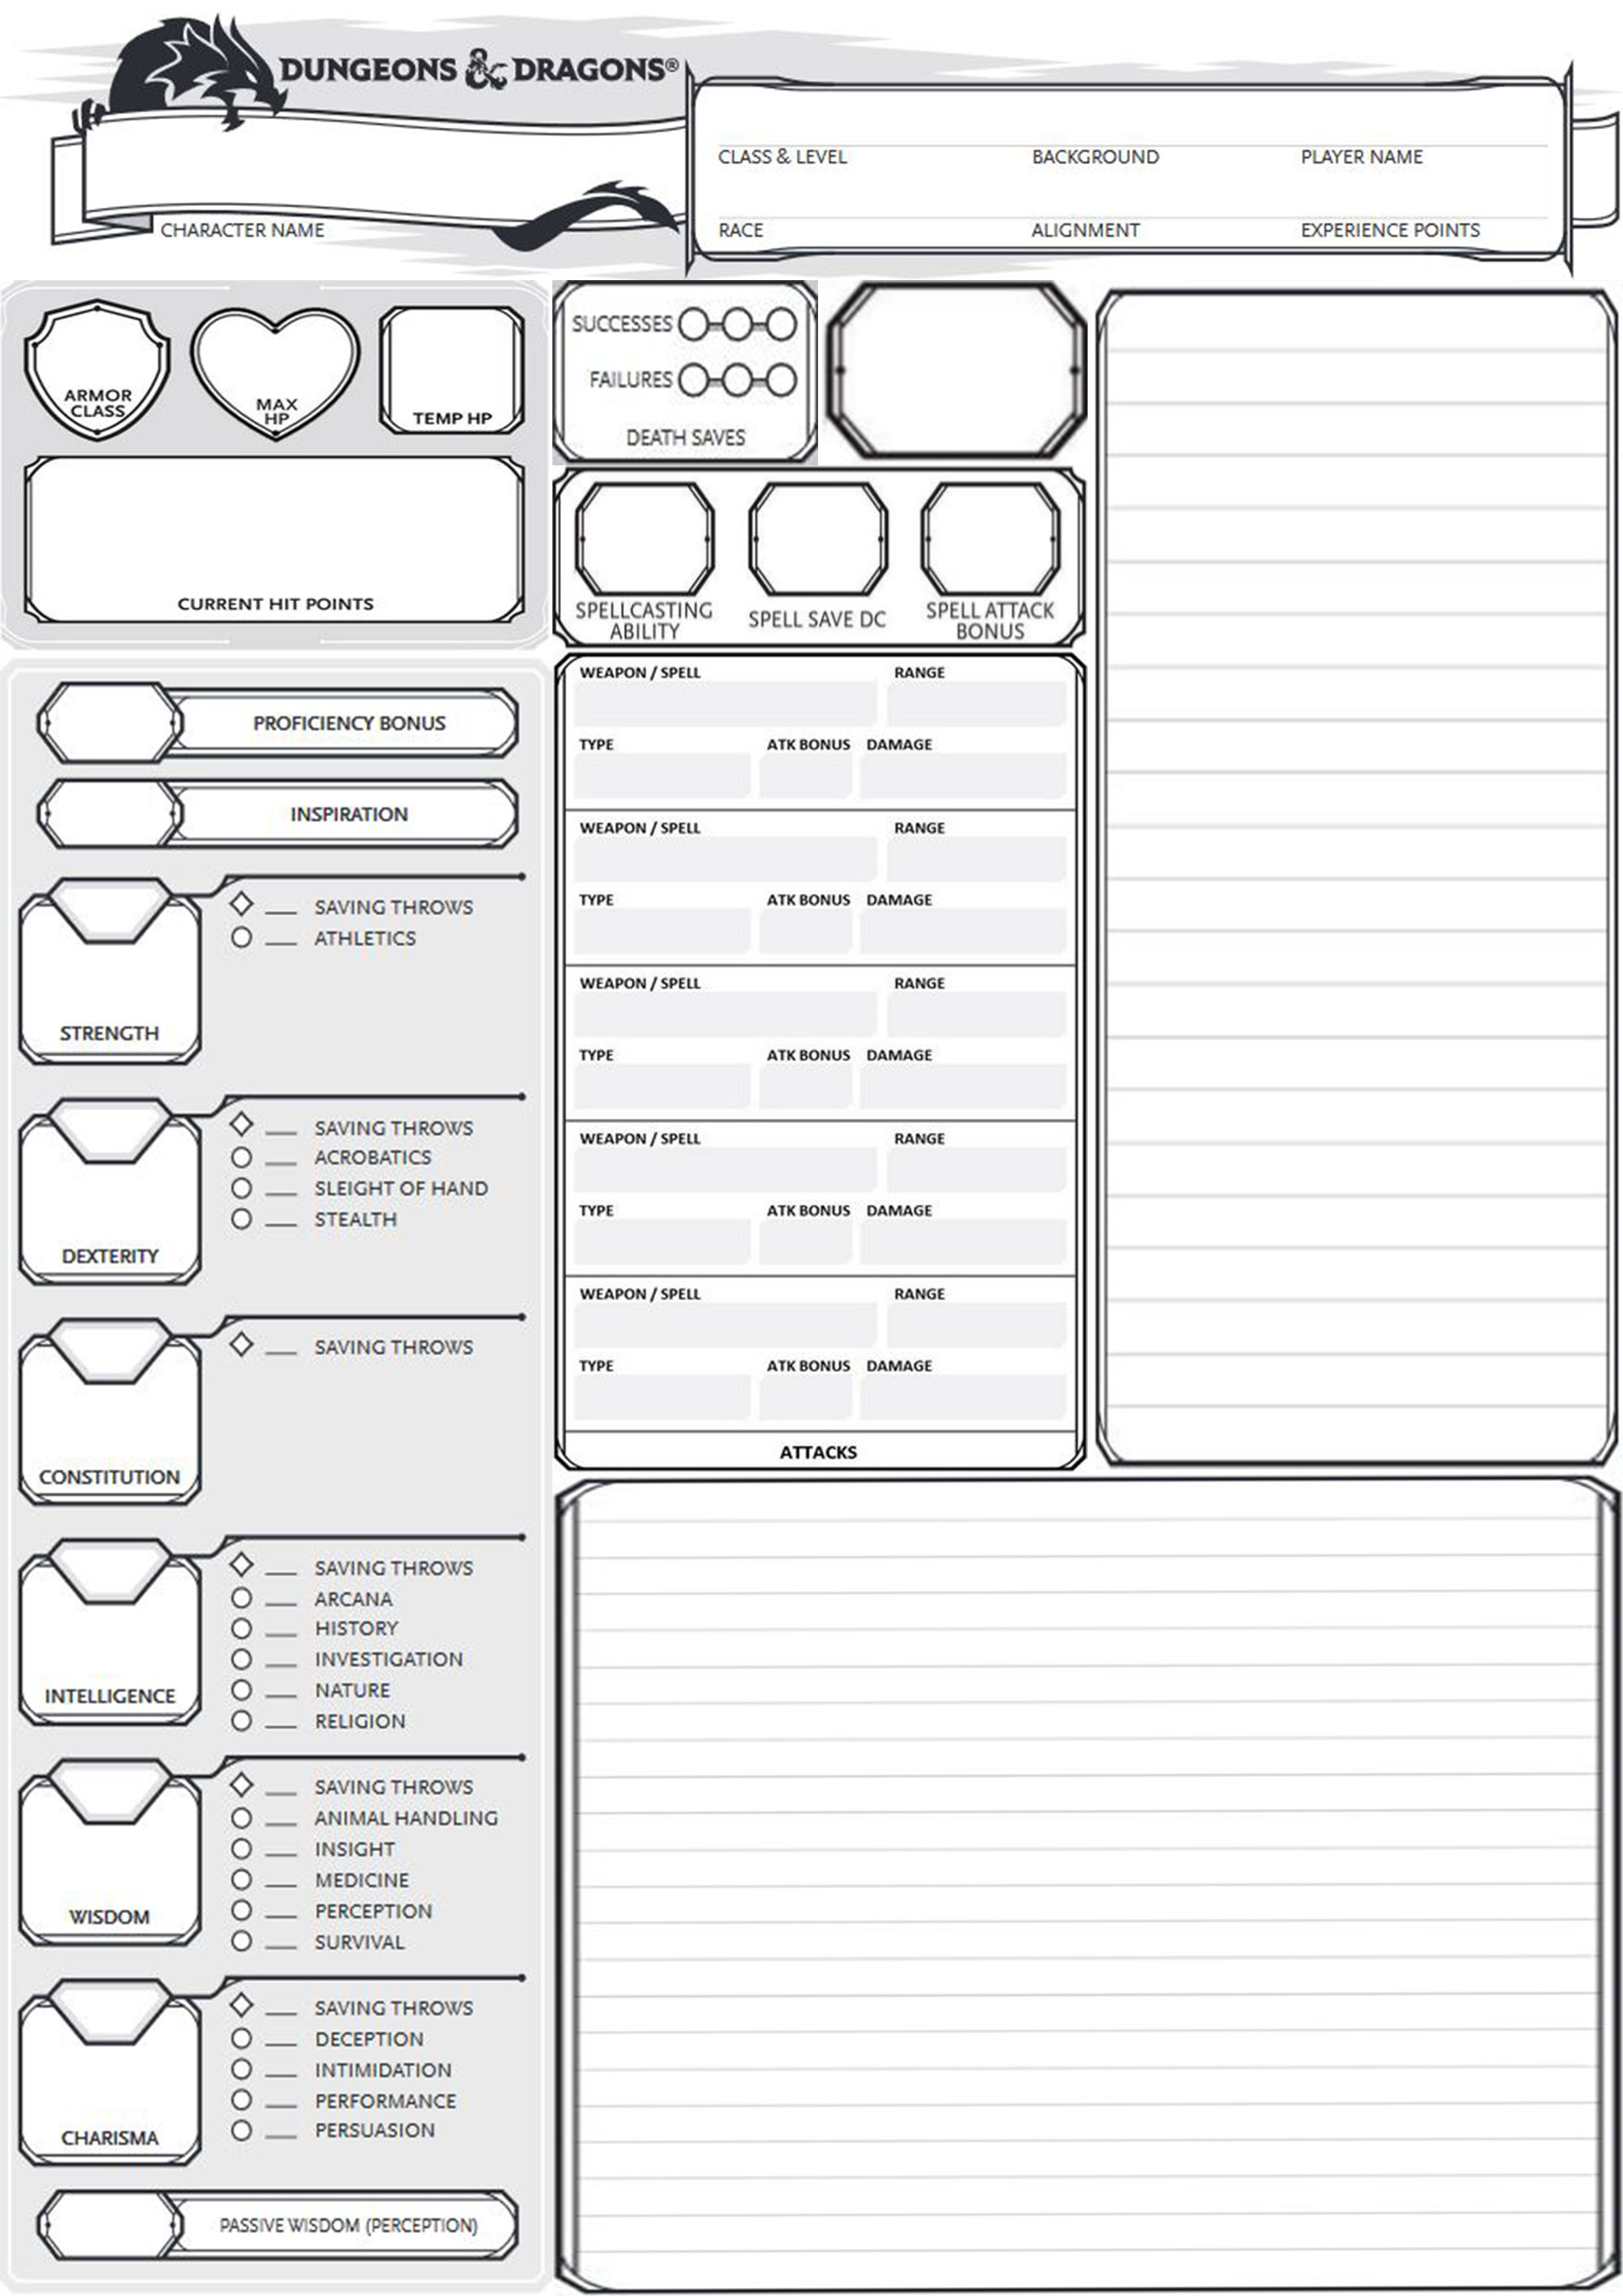 DUNGEONS & DRAGONS®
CLASS & LEVEL BACKGROUND PLAYER NAME
CHARACTER NAME
RACE ALIGNMENT EXPERIENCE POINTS
ARMOR
CLASS
MAX
HP
TEMP HP
CURRENT HIT POINTS
PROFICIENCY BONUS
INSPIRATION
SAVING THROWS
ATHLETICS
STRENGTH
SAVING THROWS
ACROBATICS
SLEIGHT OF HAND
STEALTH
DEXTERITY
SAVING THROWS
CONSTITUTION
SAVING THROWS
ARCANA
HISTORY
INVESTIGATION
NATURE
RELIGION
INTELLIGENCE
SAVING THROWS
ANIMAL HANDLING
INSIGHT
MEDICINE
PERCEPTION
SURVIVAL
WISDOM
SAVING THROWS
DECEPTION
INTIMIDATION
PERFORMANCE
PERSUASION
CHARISMA
PASSIVE WISDOM (PERCEPTION)
SUCCESSES
FAILURES
DEATH SAVES
SPELLCASTING
ABILITY
SPELL SAVE DC
SPELL ATTACK
BONUS
WEAPON / SPELL RANGE
TYPE ATK BONUS DAMAGE
WEAPON / SPELL RANGE
TYPE ATK BONUS DAMAGE
WEAPON / SPELL RANGE
TYPE ATK BONUS DAMAGE
WEAPON / SPELL RANGE
TYPE ATK BONUS DAMAGE
WEAPON / SPELL RANGE
TYPE ATK BONUS DAMAGE
ATTACKS